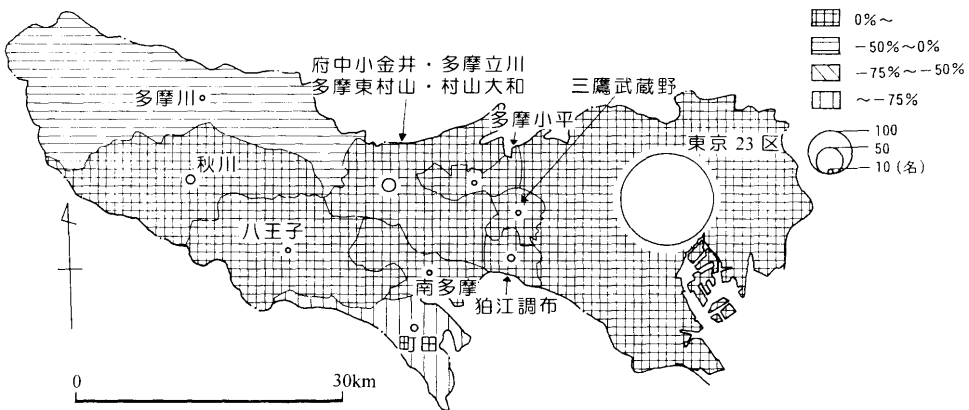 0%～
－50%～0%
－75%～－50%
～－75%
100
50
10 (名)
府中小金井・多摩立川
多摩東村山・村山大和
三鷹武蔵野
多摩小平
多摩川
東京 23 区
秋川
八王子
南多摩
狛江調布
町田
0
30km